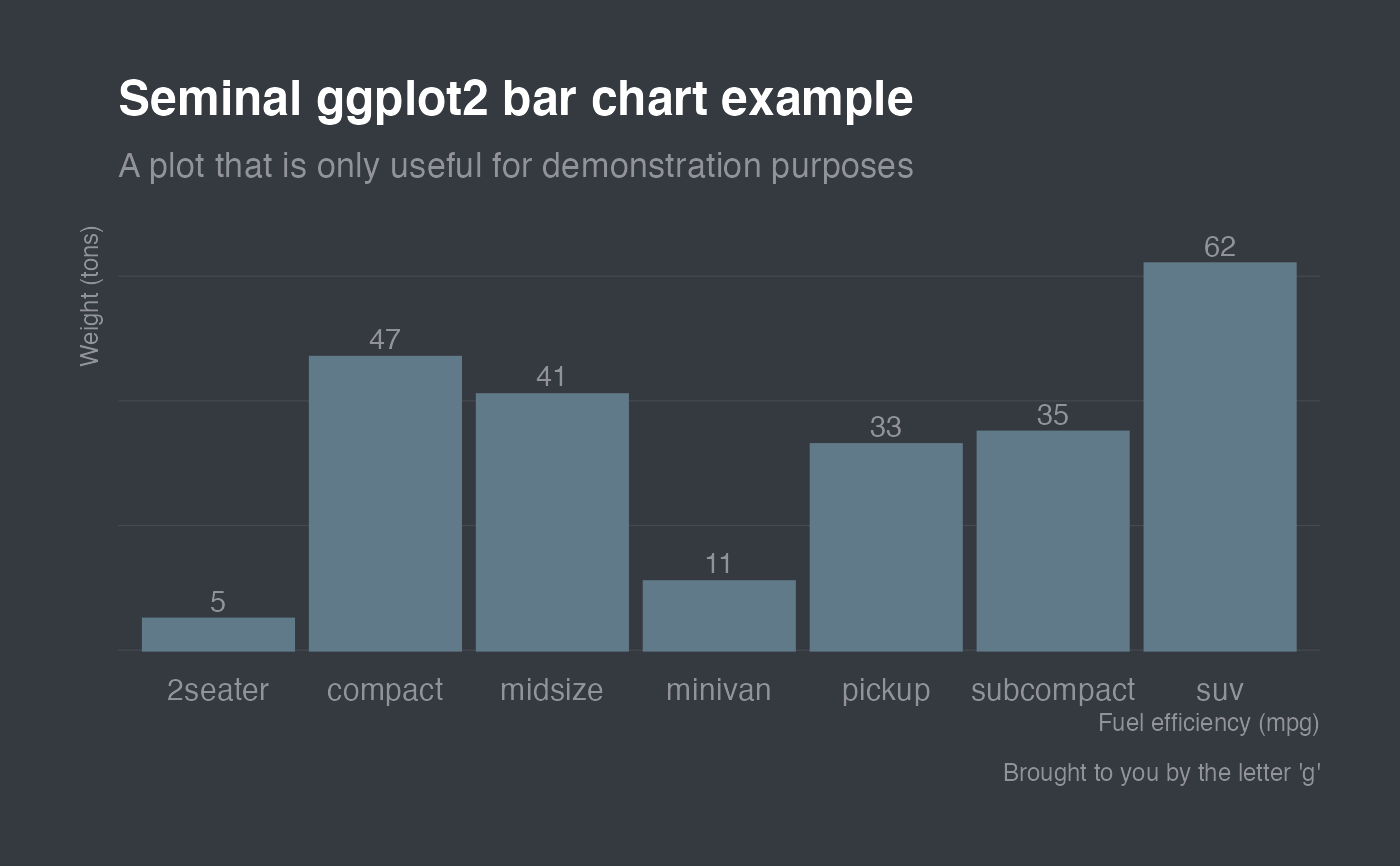 Seminal ggplot2 bar chart example
A plot that is only useful for demonstration purposes
Weight (tons)
62
47
41
35
33
11
5
2seater compact midsize minivan pickup subcompact suv
Fuel efficiency (mpg)
Brought to you by the letter 'g'